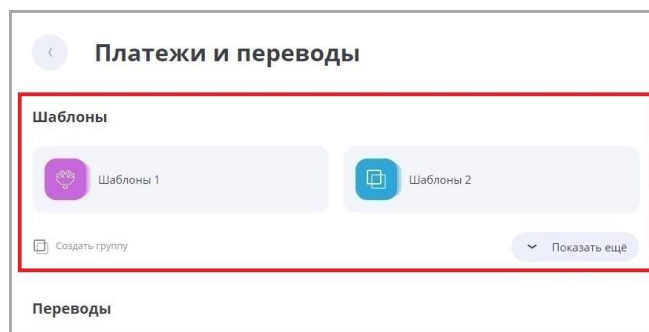 Платежи и переводы
Шаблоны
Шаблоны 1
Шаблоны 2
Создать группу
Показать ещё
Переводы